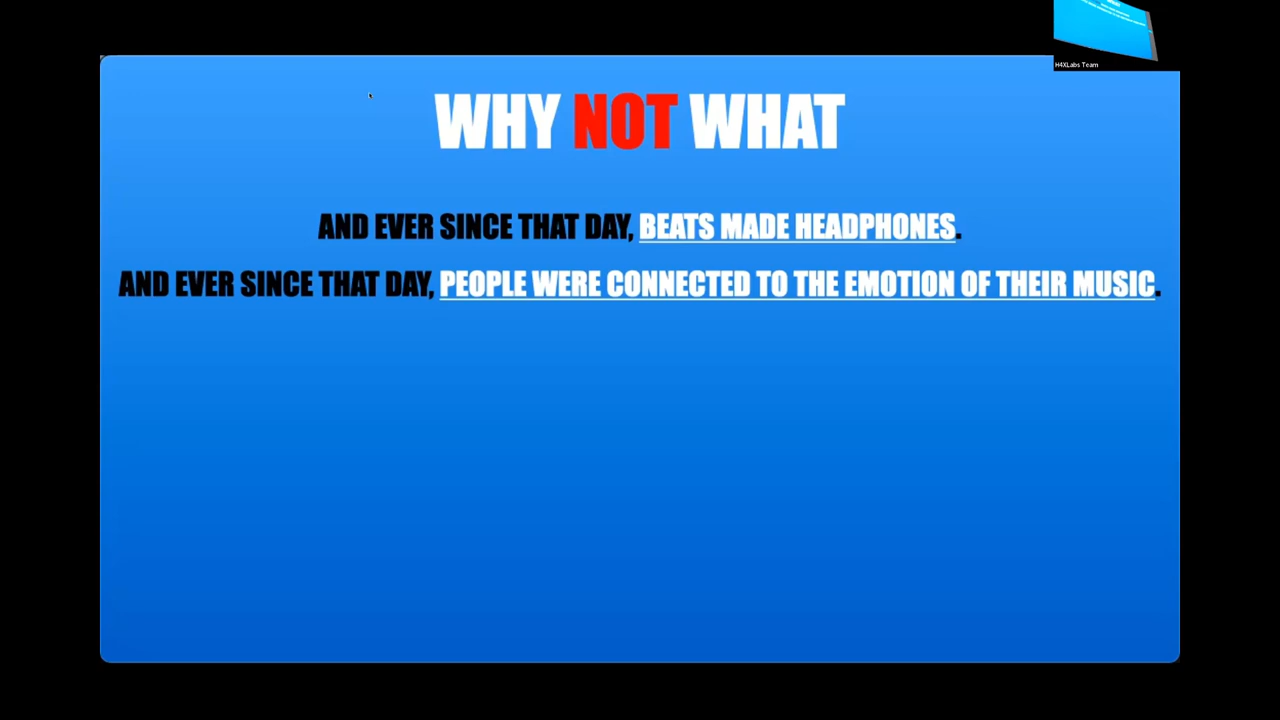 H4XLabs Team
WHY NOT WHAT
AND EVER SINCE THAT DAY, BEATS MADE HEADPHONES.
AND EVER SINCE THAT DAY, PEOPLE WERE CONNECTED TO THE EMOTION OF THEIR MUSIC.